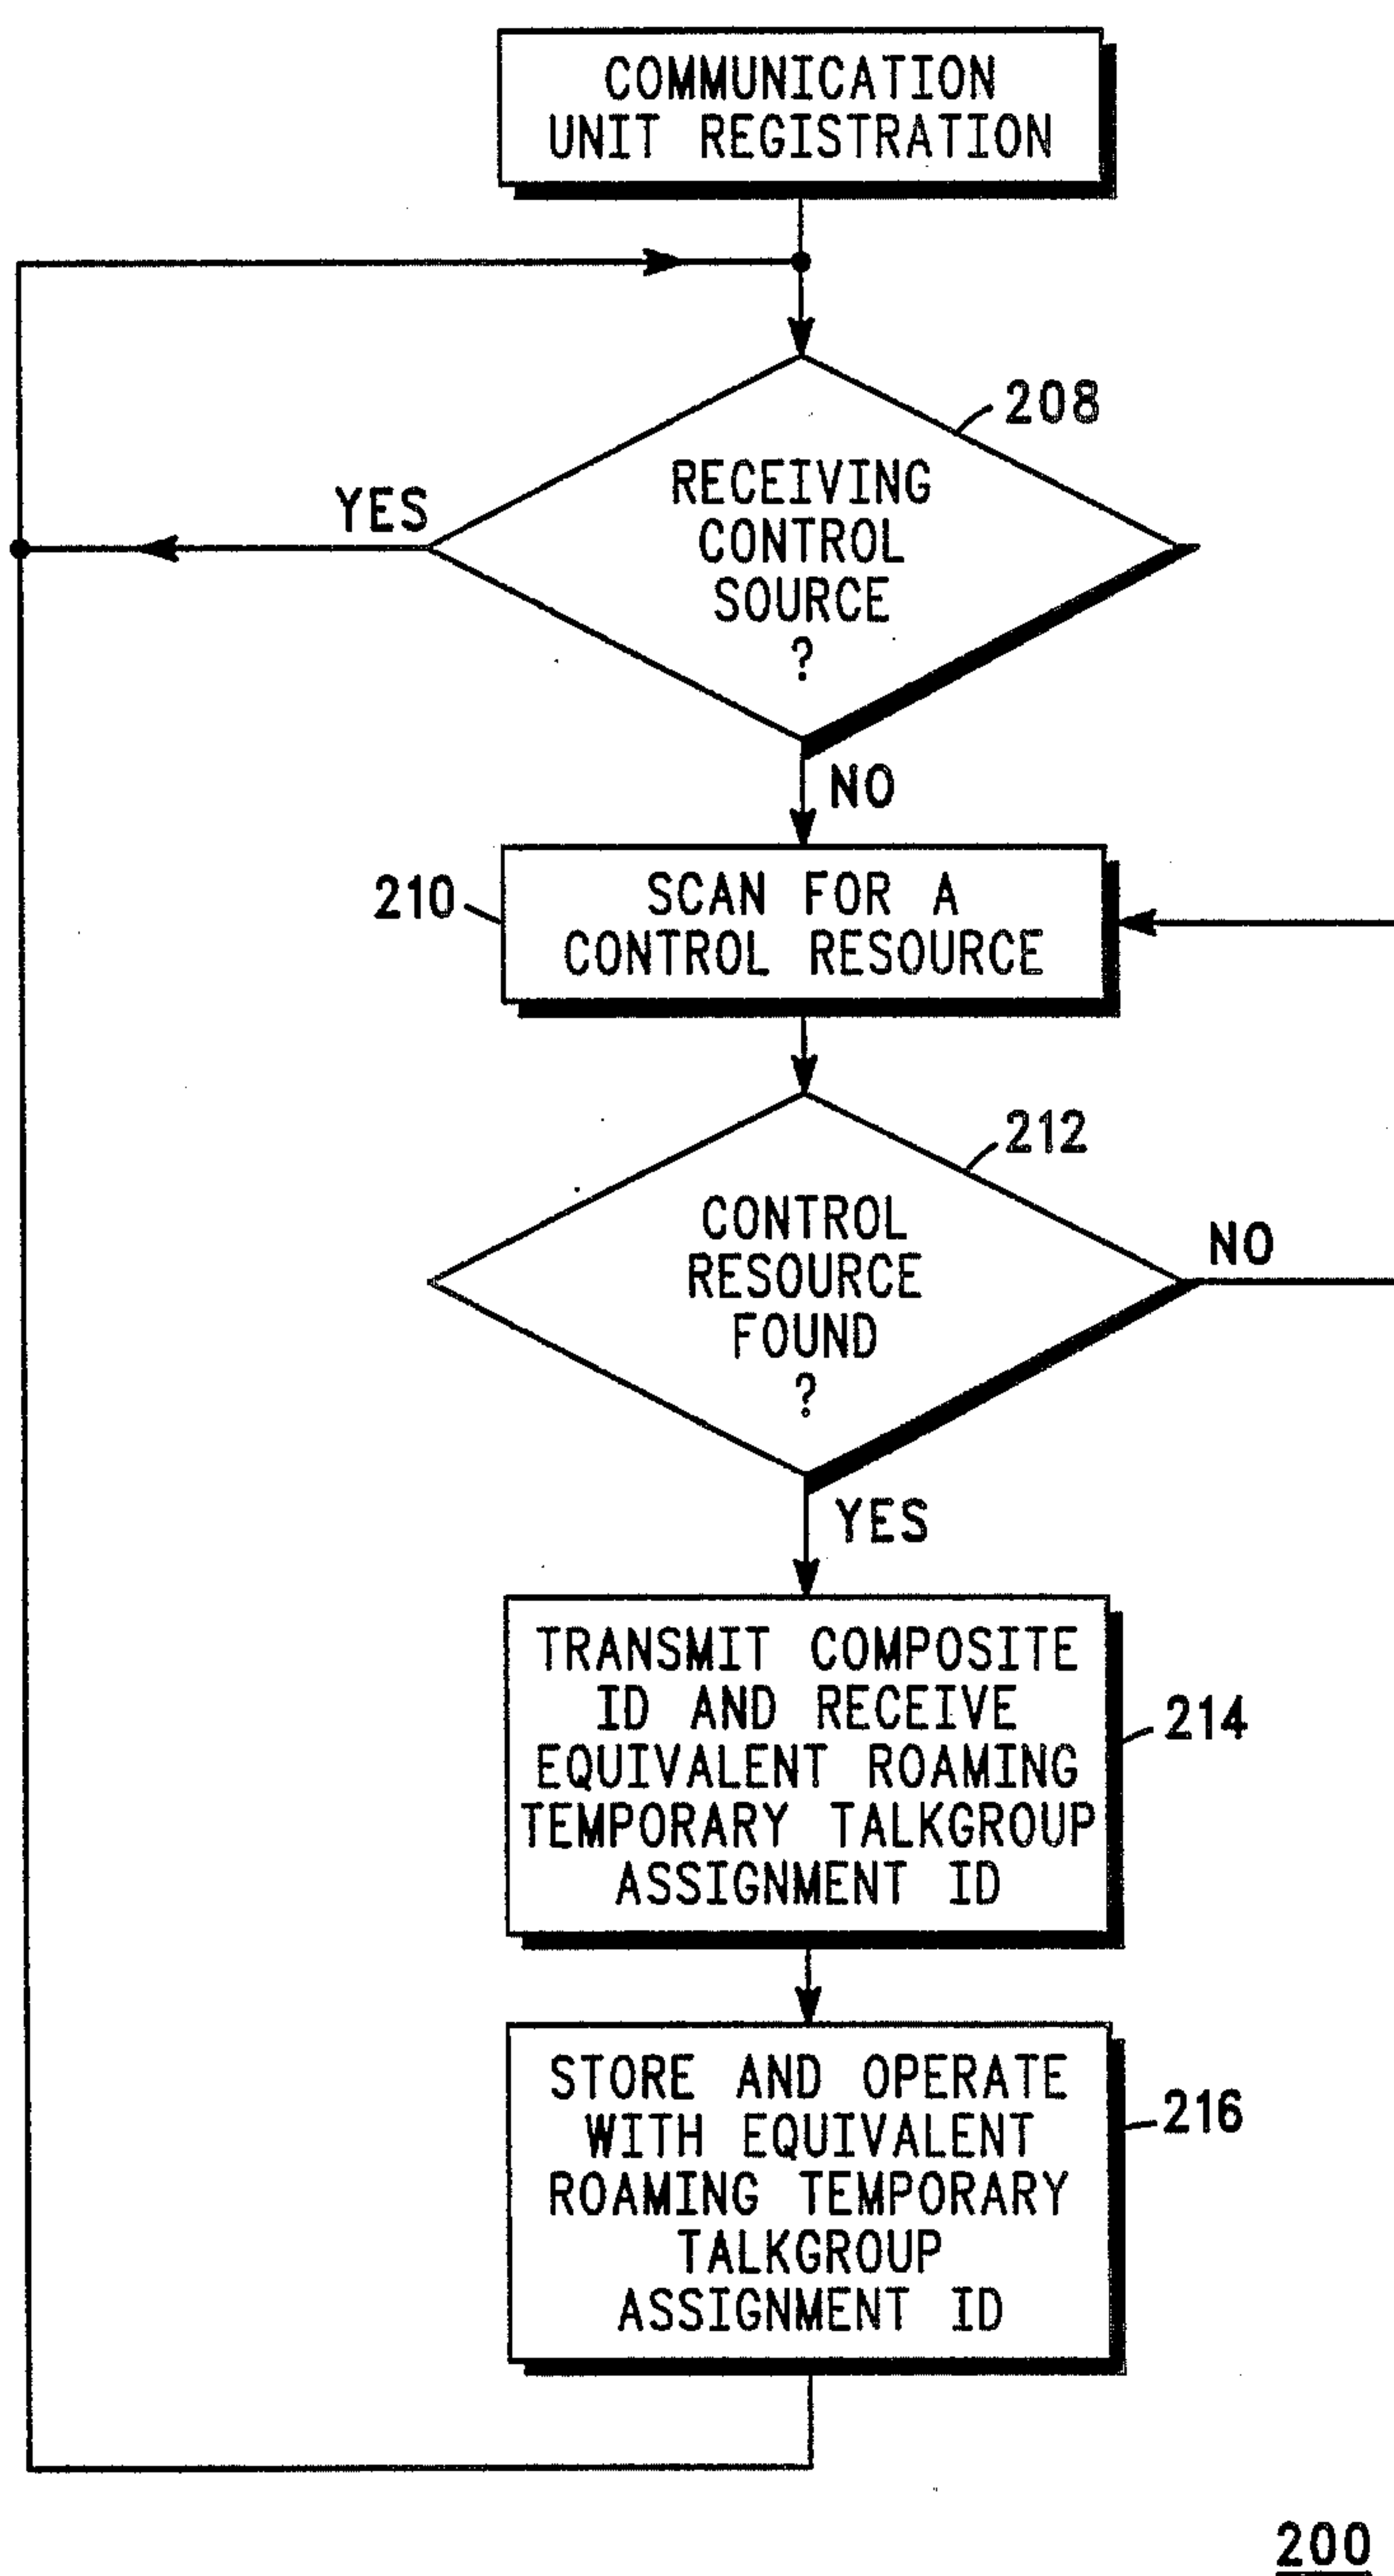 COMMUNICATION
UNIT REGISTRATION
208
RECEIVING
CONTROL
SOURCE
?
YES
NO
210
SCAN FOR A
CONTROL RESOURCE
212
CONTROL
RESOURCE
FOUND
?
NO
YES
TRANSMIT COMPOSITE
ID AND RECEIVE
EQUIVALENT ROAMING
TEMPORARY TALKGROUP
ASSIGNMENT ID
214
STORE AND OPERATE
WITH EQUIVALENT
ROAMING TEMPORARY
TALKGROUP
ASSIGNMENT ID
216
200